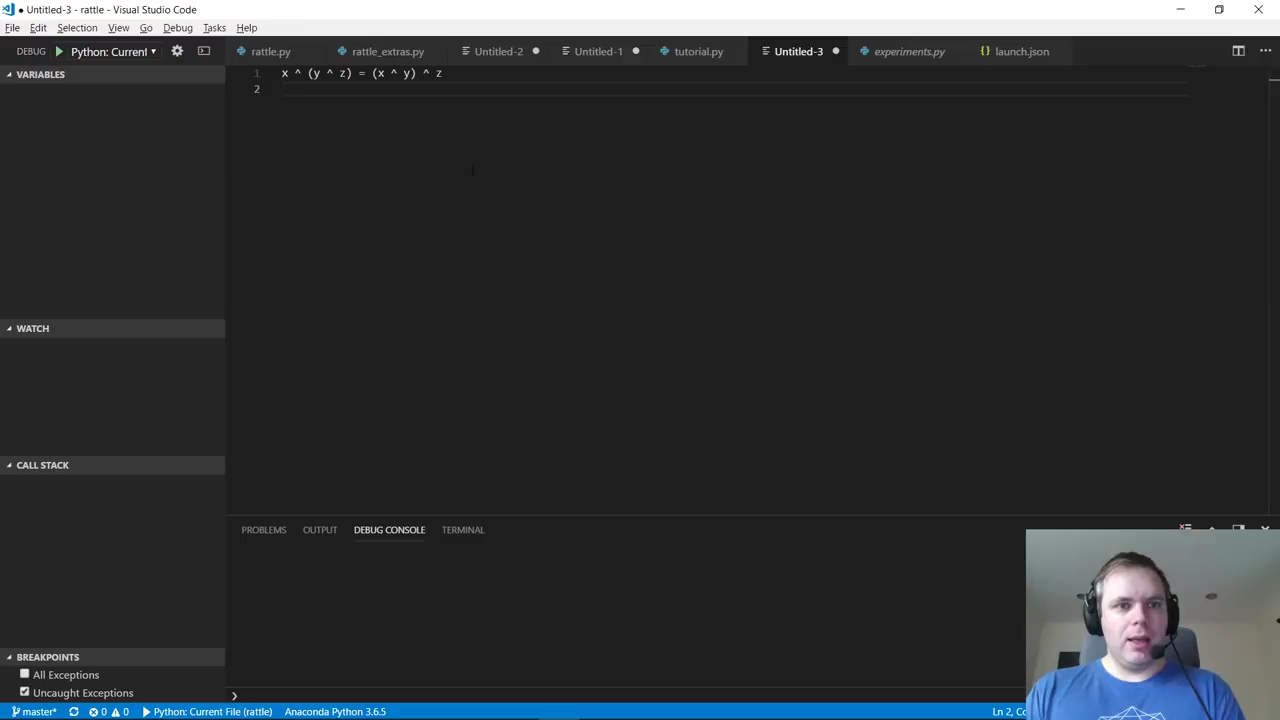 ● Untitled-3 - rattle - Visual Studio Code
File Edit Selection View Go Debug Tasks Help
DEBUG Python: Current
rattle.py rattle_extras.py Untitled-2 Untitled-1 tutorial.py Untitled-3 experiments.py launch.json
VARIABLES
1 x ^ (y ^ z) = (x ^ y) ^ z
2
WATCH
CALL STACK
PROBLEMS OUTPUT DEBUG CONSOLE TERMINAL
BREAKPOINTS
All Exceptions
Uncaught Exceptions
master* 0 0 Python: Current File (rattle) Anaconda Python 3.6.5 Ln 2,